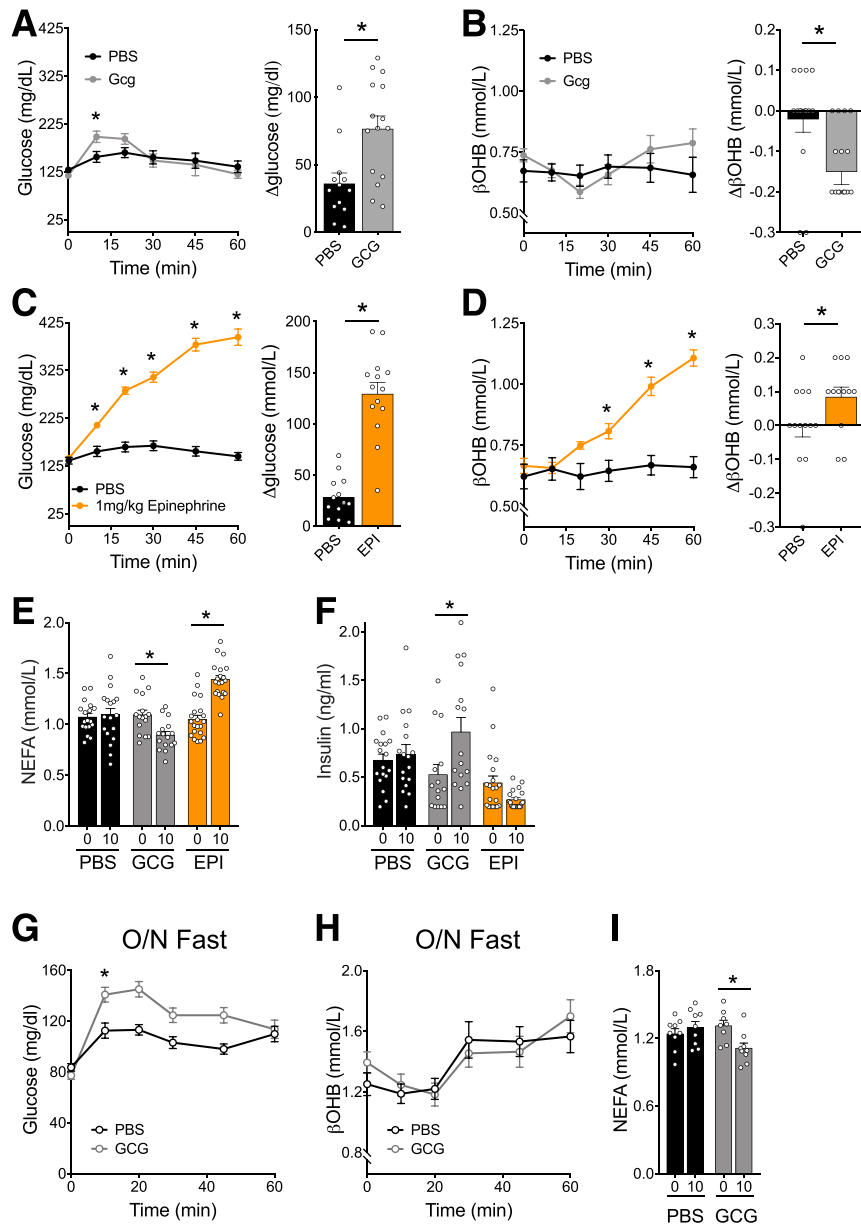 A
Glucose (mg/dL)
425
325
225
125
25
PBS
Gcg
*
0 15 30 45 60
Time (min)
Δglucose (mg/dl)
150
100
50
0
*
PBS
GCG
B
βOHB (mmol/L)
1.25
1.00
0.75
0.50
PBS
Gcg
0 15 30 45 60
Time (min)
ΔβOHB (mmol/L)
0.2
0.1
-0.0
-0.1
-0.2
-0.3
*
PBS
GCG
C
Glucose (mg/dL)
425
325
225
125
25
* * * * *
PBS
1mg/kg Epinephrine
0 15 30 45 60
Time (min)
Δglucose (mmol/L)
200
150
100
50
0
*
PBS
EPI
D
βOHB (mmol/L)
1.25
1.00
0.75
0.50
* * *
0 15 30 45 60
Time (min)
ΔβOHB (mmol/L)
0.3
0.2
0.1
0.0
-0.1
-0.2
-0.3
*
PBS
EPI
E
NEFA (mmol/L)
2.0
1.5
1.0
0.5
0.0
* *
0 10 0 10 0 10
PBS GCG EPI
F
Insulin (ng/ml)
2.0
1.5
1.0
0.5
0.0
*
0 10 0 10 0 10
PBS GCG EPI
G
O/N Fast
Glucose (mg/dl)
160
120
80
40
0
*
PBS
GCG
0 20 40 60
Time (min)
H
O/N Fast
βOHB (mmol/L)
2.0
1.6
1.2
0.8
PBS
GCG
0 20 40 60
Time (min)
I
NEFA (mmol/L)
1.8
1.2
0.6
0.0
*
0 10 0 10
PBS GCG